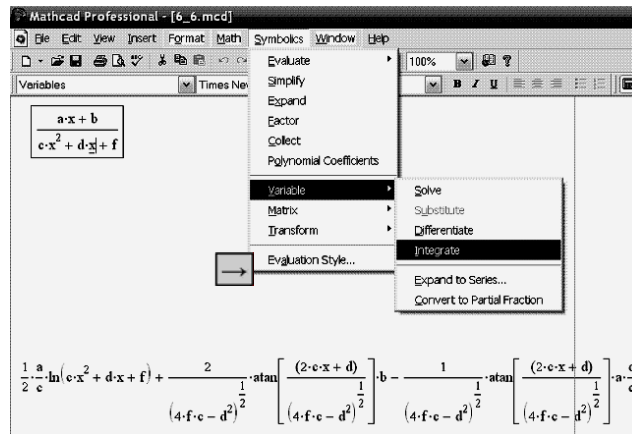 Mathcad Professional - [6_6.mcd]
File Edit View Insert Format Math Symbolics Window Help
100%
Variables Times Ne
B I U
Evaluate
Simplify
Expand
Factor
Collect
Polynomial Coefficients
Variable
Matrix
Transform
Evaluation Style...
Solve
Substitute
Differentiate
Integrate
Expand to Series...
Convert to Partial Fraction
a·x + b
c·x² + d·x + f
→
1/2·a/c·ln(c·x² + d·x + f) + 2/(4·f·c − d²)^(1/2)·atan[(2·c·x + d)/(4·f·c − d²)^(1/2)]·b − 1/(4·f·c − d²)^(1/2)·atan[(2·c·x + d)/(4·f·c − d²)^(1/2)]·a·